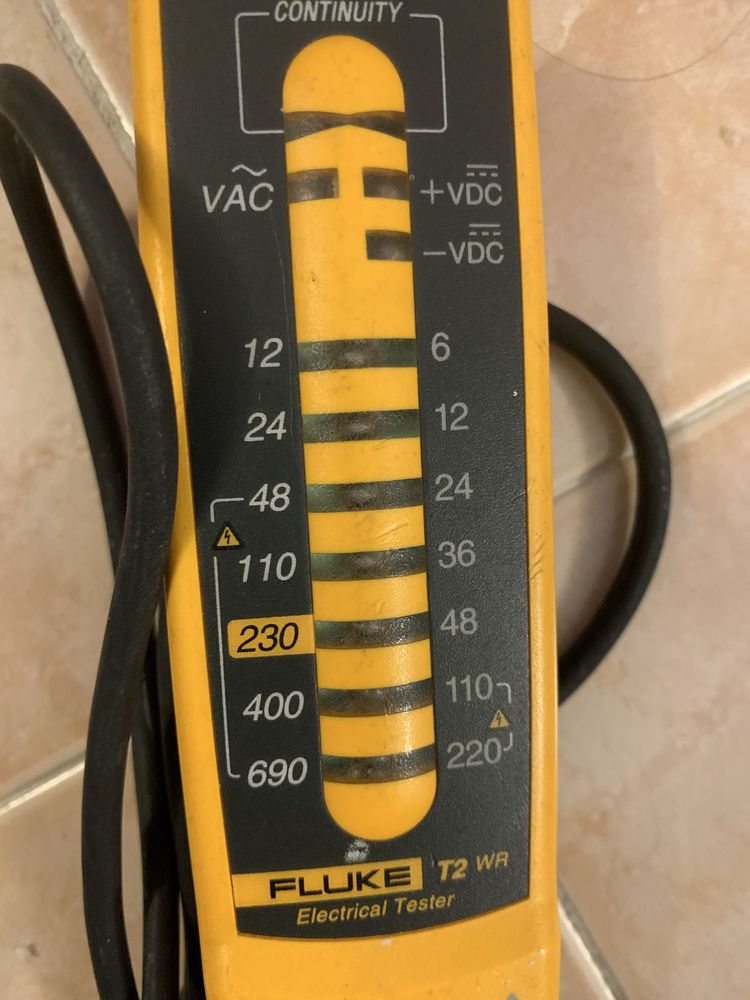 CONTINUITY
VAC +VDC
−VDC
12 6
24 12
48 24
110 36
230 48
400 110
690 220
FLUKE T2 WR
Electrical Tester